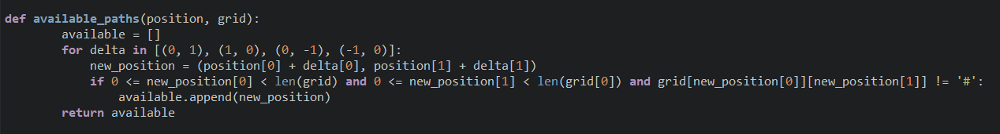 def available_paths(position, grid):
        available = []
        for delta in [(0, 1), (1, 0), (0, -1), (-1, 0)]:
            new_position = (position[0] + delta[0], position[1] + delta[1])
            if 0 <= new_position[0] < len(grid) and 0 <= new_position[1] < len(grid[0]) and grid[new_position[0]][new_position[1]] != '#':
                available.append(new_position)
        return available